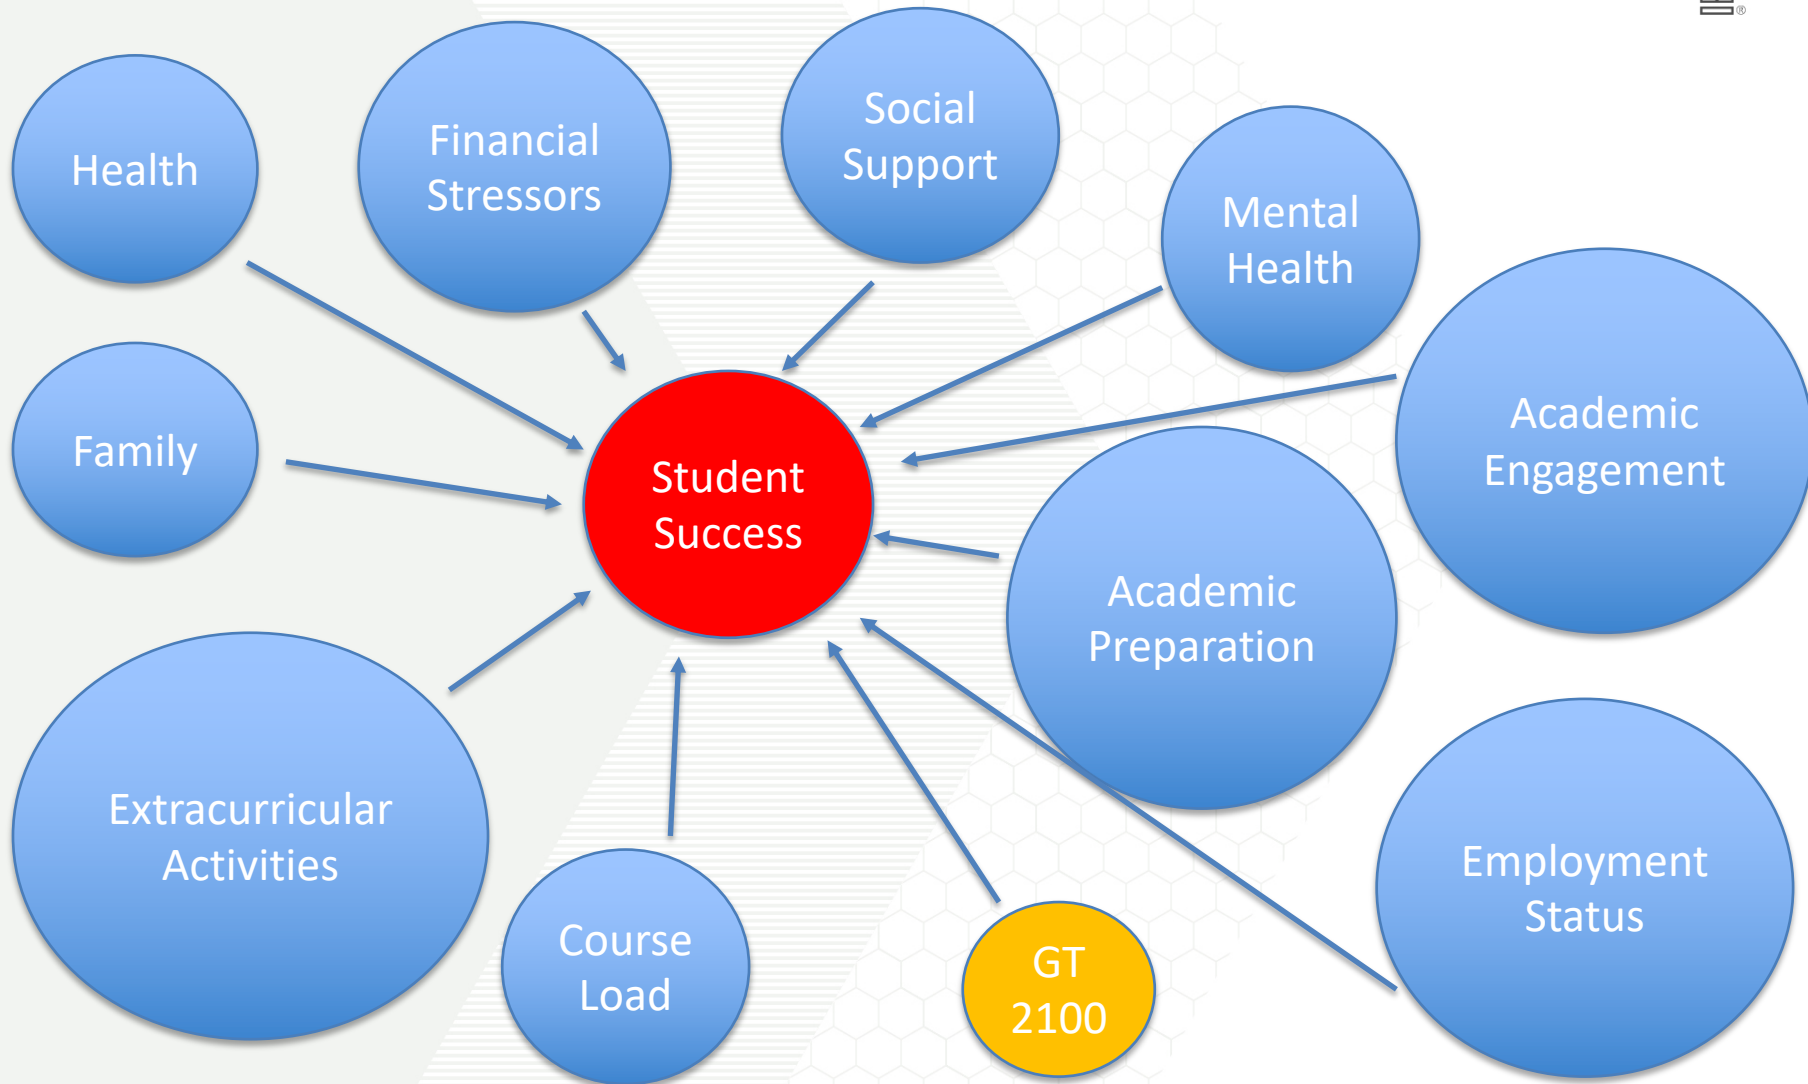 Social
Support
Financial
Stressors
Health
Mental
Health
Academic
Engagement
Family
Student
Success
Academic
Preparation
Extracurricular
Activities
Employment
Status
Course
Load
GT
2100
®